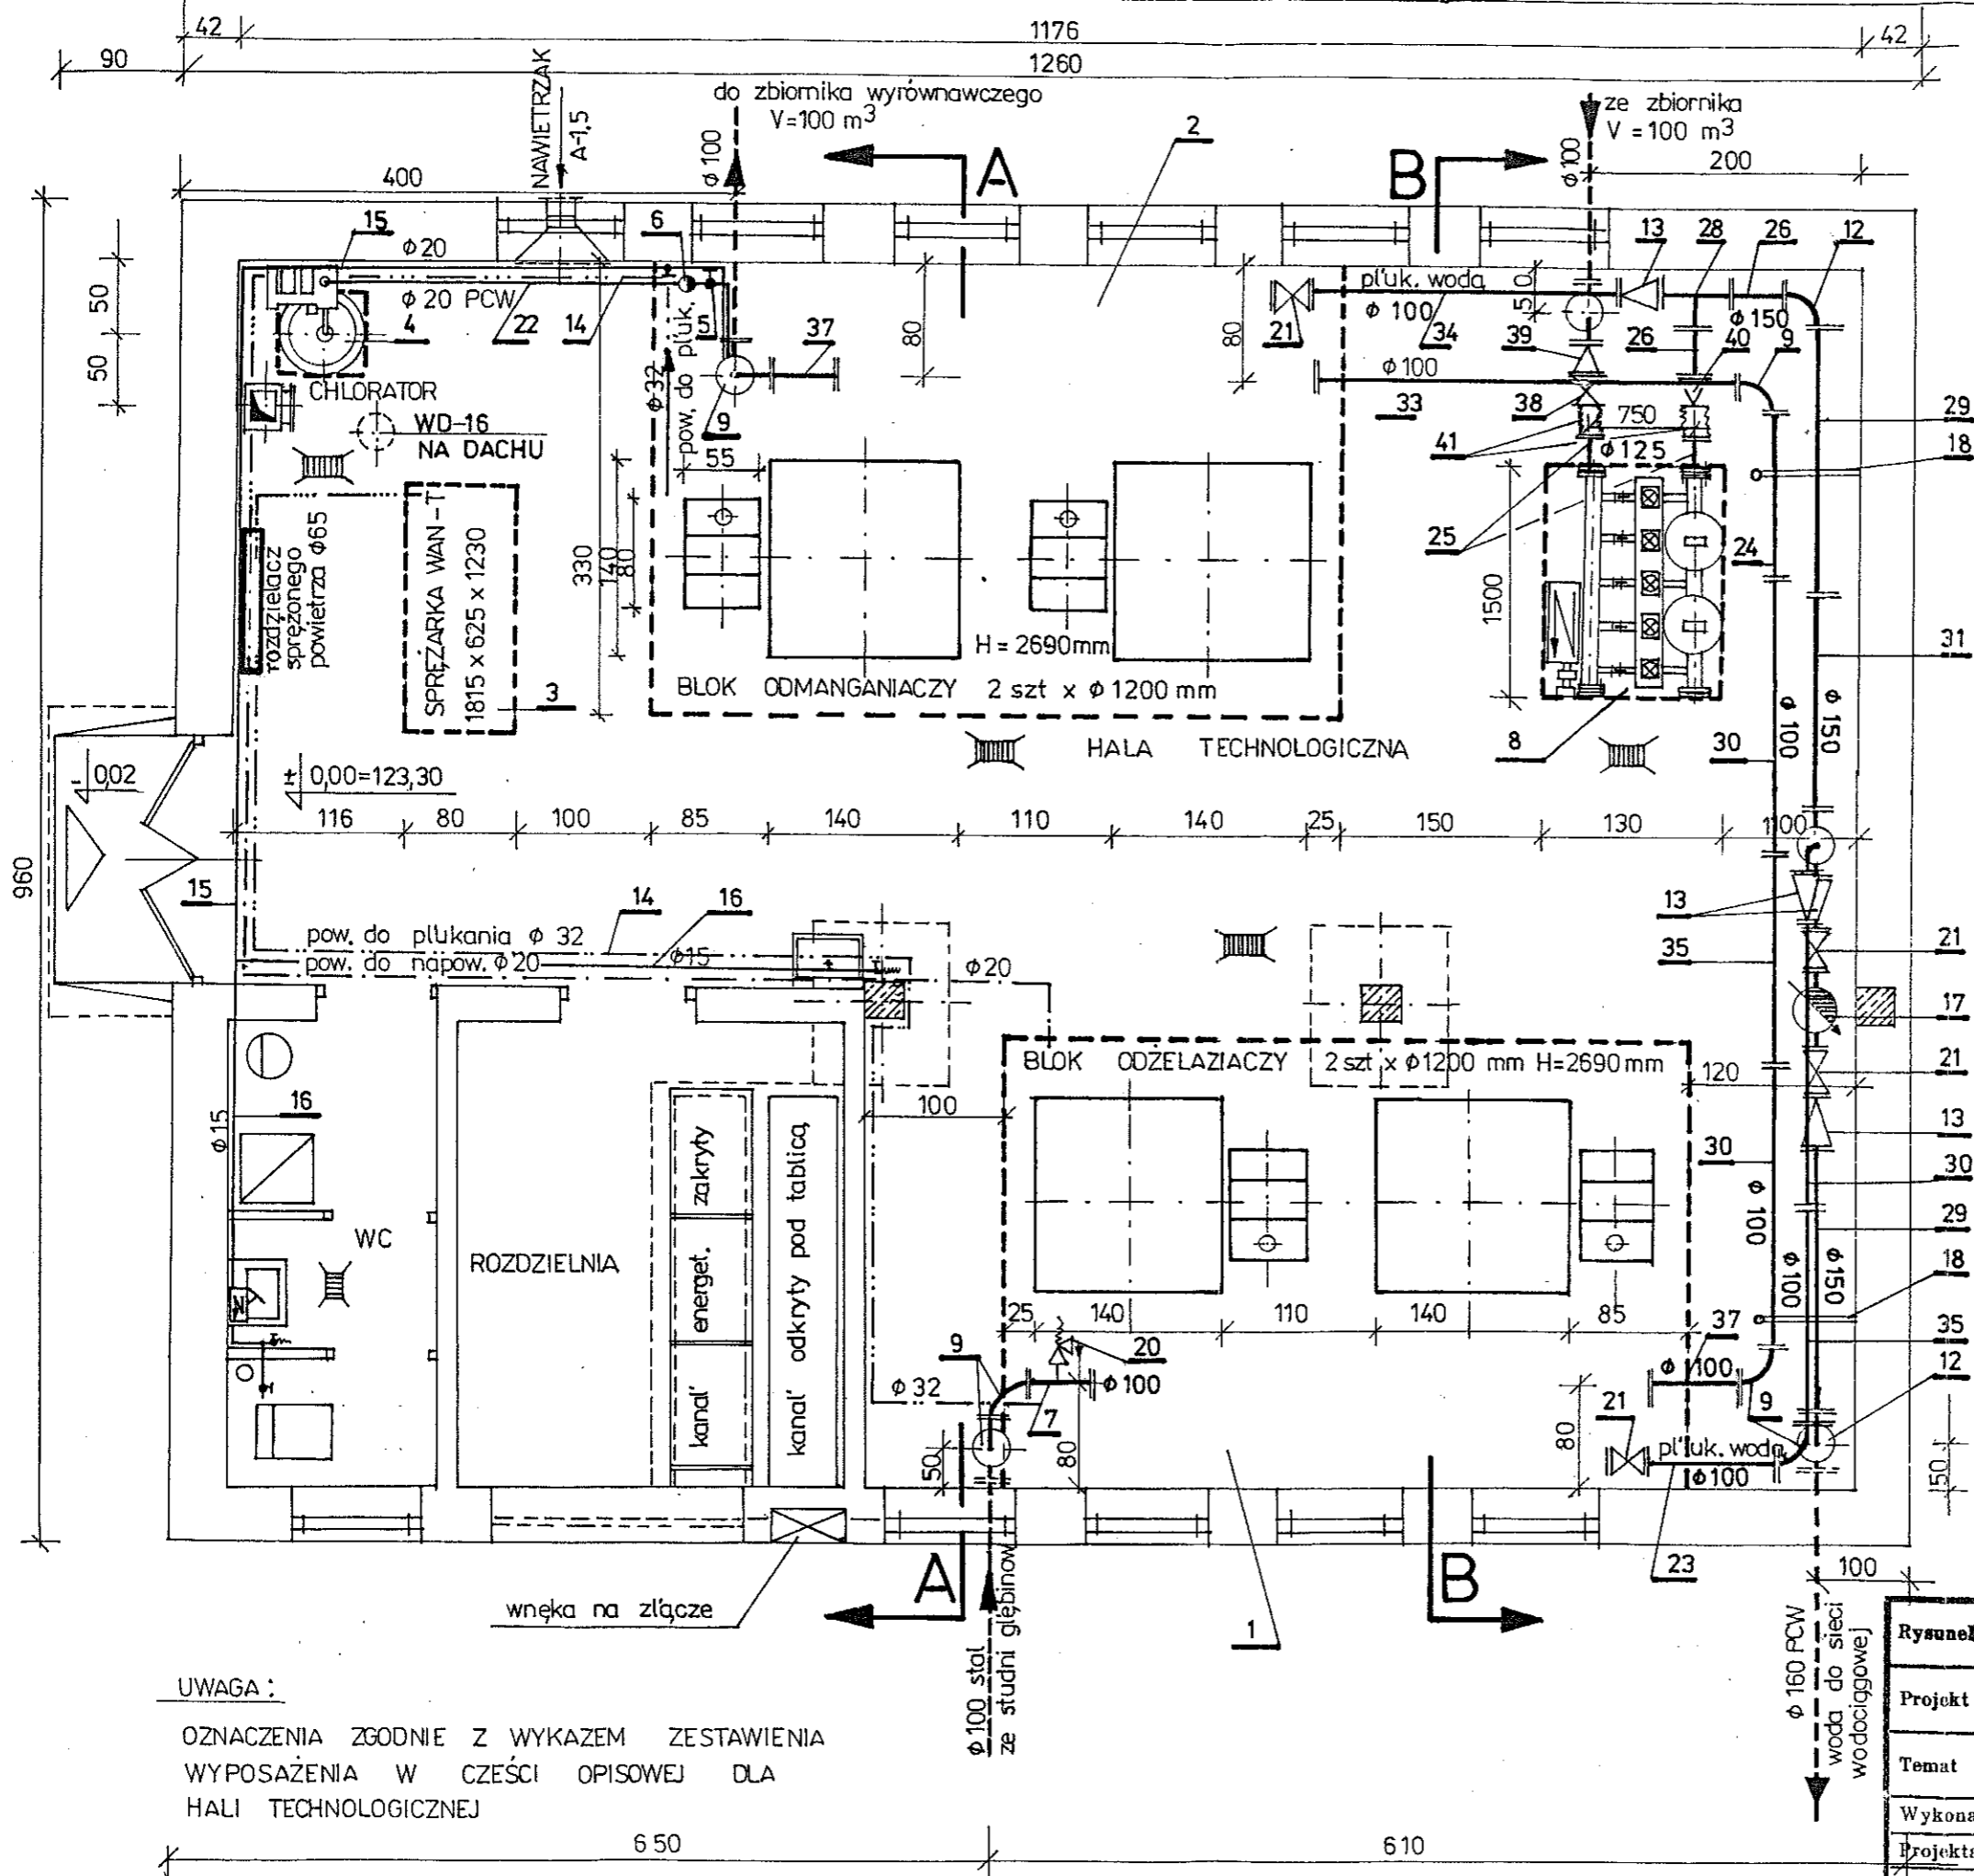 42
1176
42
90
1260
NAWIETRZAK
A-1,5
do zbiornika wyrównawczego
V=100 m³
ϕ 100
A
2
B
ze zbiornika
V = 100 m³
ϕ 100
400
200
15
ϕ 20
6
13
28
26
12
50
50
ϕ 20 PCW
4
22
14
5
37
80
80
21
płuk. woda
ϕ 100
34
50
39
26
ϕ 150
40
9
ϕ 100
33
38
750
29
CHLORATOR
WD-16
NA DACHU
ϕ 32
pow. do płuk.
9
55
41
ϕ 125
18
25
24
rozdzielacz
sprężonego
powietrza ϕ65
SPRĘŻARKA WAN-T
1815 x 625 x 1230
3
330
140
80
H = 2690mm
BLOK ODMANGANIACZY 2 szt x ϕ 1200 mm
1500
8
31
ϕ 100
ϕ 150
30
HALA TECHNOLOGICZNA
- 0,02
± 0,00=123,30
960
116
80
100
85
140
110
140
25
150
130
100
15
14
16
pow. do płukania ϕ 32
pow. do napow. ϕ20
ϕ15
ϕ20
13
21
35
17
BLOK ODŻELAZIACZY 2 szt x ϕ1200 mm H=2690mm
120
21
100
ϕ15
16
13
30
30
29
WC
ROZDZIELNIA
kanał energet. zakryty
kanał odkryty pod tablicą
ϕ 100
ϕ 100
ϕ150
18
25
140
110
140
85
37
35
9
20
ϕ 32
ϕ 100
7
ϕ 100
12
21
9
50
80
80
płuk. woda
ϕ100
50
23
A
B
100
wnęka na złącze
1
ϕ 100 stal
ze studni głębinow
ϕ 160 PCW
woda do sieci
wodociągowej
UWAGA :
OZNACZENIA ZGODNIE Z WYKAZEM ZESTAWIENIA
WYPOSAŻENIA W CZEŚCI OPISOWEJ DLA
HALI TECHNOLOGICZNEJ
650
610
Rysunek
Projekt
Temat
Wykona
Projekta